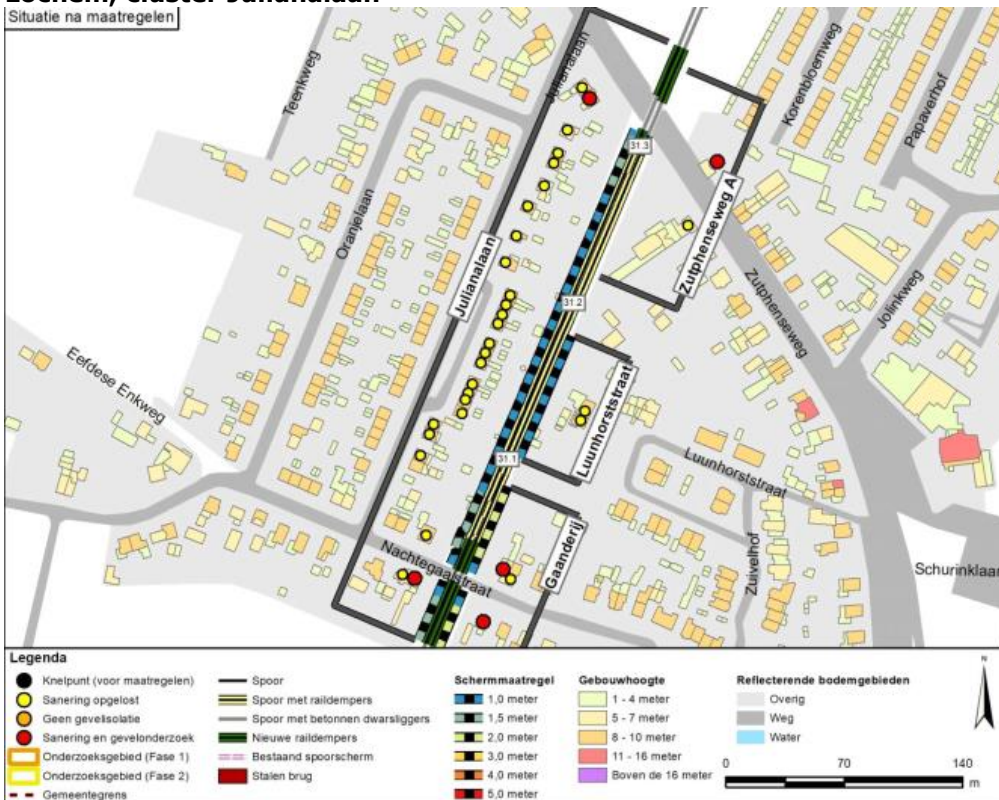 Lochem, cluster Julianalaan
Situatie na maatregelen
Teenkweg
Julianalaan
Korenbloemweg
Papaverhof
31.3
Oranjelaan
Zutphenseweg A
Julianalaan
31.2
Zutphenseweg
Jolinkweg
Eefdese Enkweg
Luunhorststraat
31.1
Luunhorststraat
Gaanderij
Nachtegaalstraat
Zuivelhof
Schurinklaan
Legenda
Knelpunt (voor maatregelen)
Sanering opgelost
Geen gevelisolatie
Sanering en gevelonderzoek
Onderzoeksgebied (Fase 1)
Onderzoeksgebied (Fase 2)
Gemeentegrens
Spoor
Spoor met raildempers
Spoor met betonnen dwarsliggers
Nieuwe raildempers
Bestaand spoorscherm
Stalen brug
Schermmaatregel
1,0 meter
1,5 meter
2,0 meter
3,0 meter
4,0 meter
5,0 meter
Gebouwhoogte
1 - 4 meter
5 - 7 meter
8 - 10 meter
11 - 16 meter
Boven de 16 meter
Reflecterende bodemgebieden
Overig
Weg
Water
N
0 70 140
m